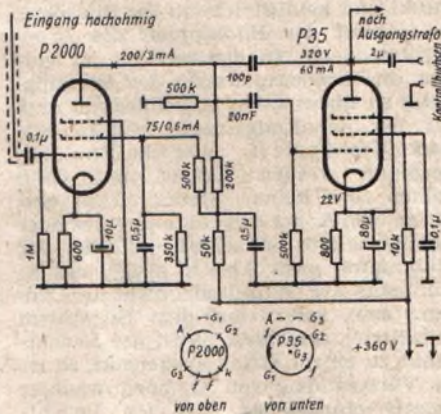 Eingang hochohmig
P2000
200/2mA
P35
320V
60mA
nach
Ausgangstrafo
2µ
Kontrollbuchsen
100p
500k
20nF
75/0,6mA
0,1µ
1M
600
10µ
0,5µ
350k
500k
200k
50k
0,5µ
500k
22V
800
80µ
10k
0,1µ
+360V
-
A
G1
G2
P2000
G3
f
f
k
von oben
A
G3
G2
P35
G3
G1
f
f
von unten